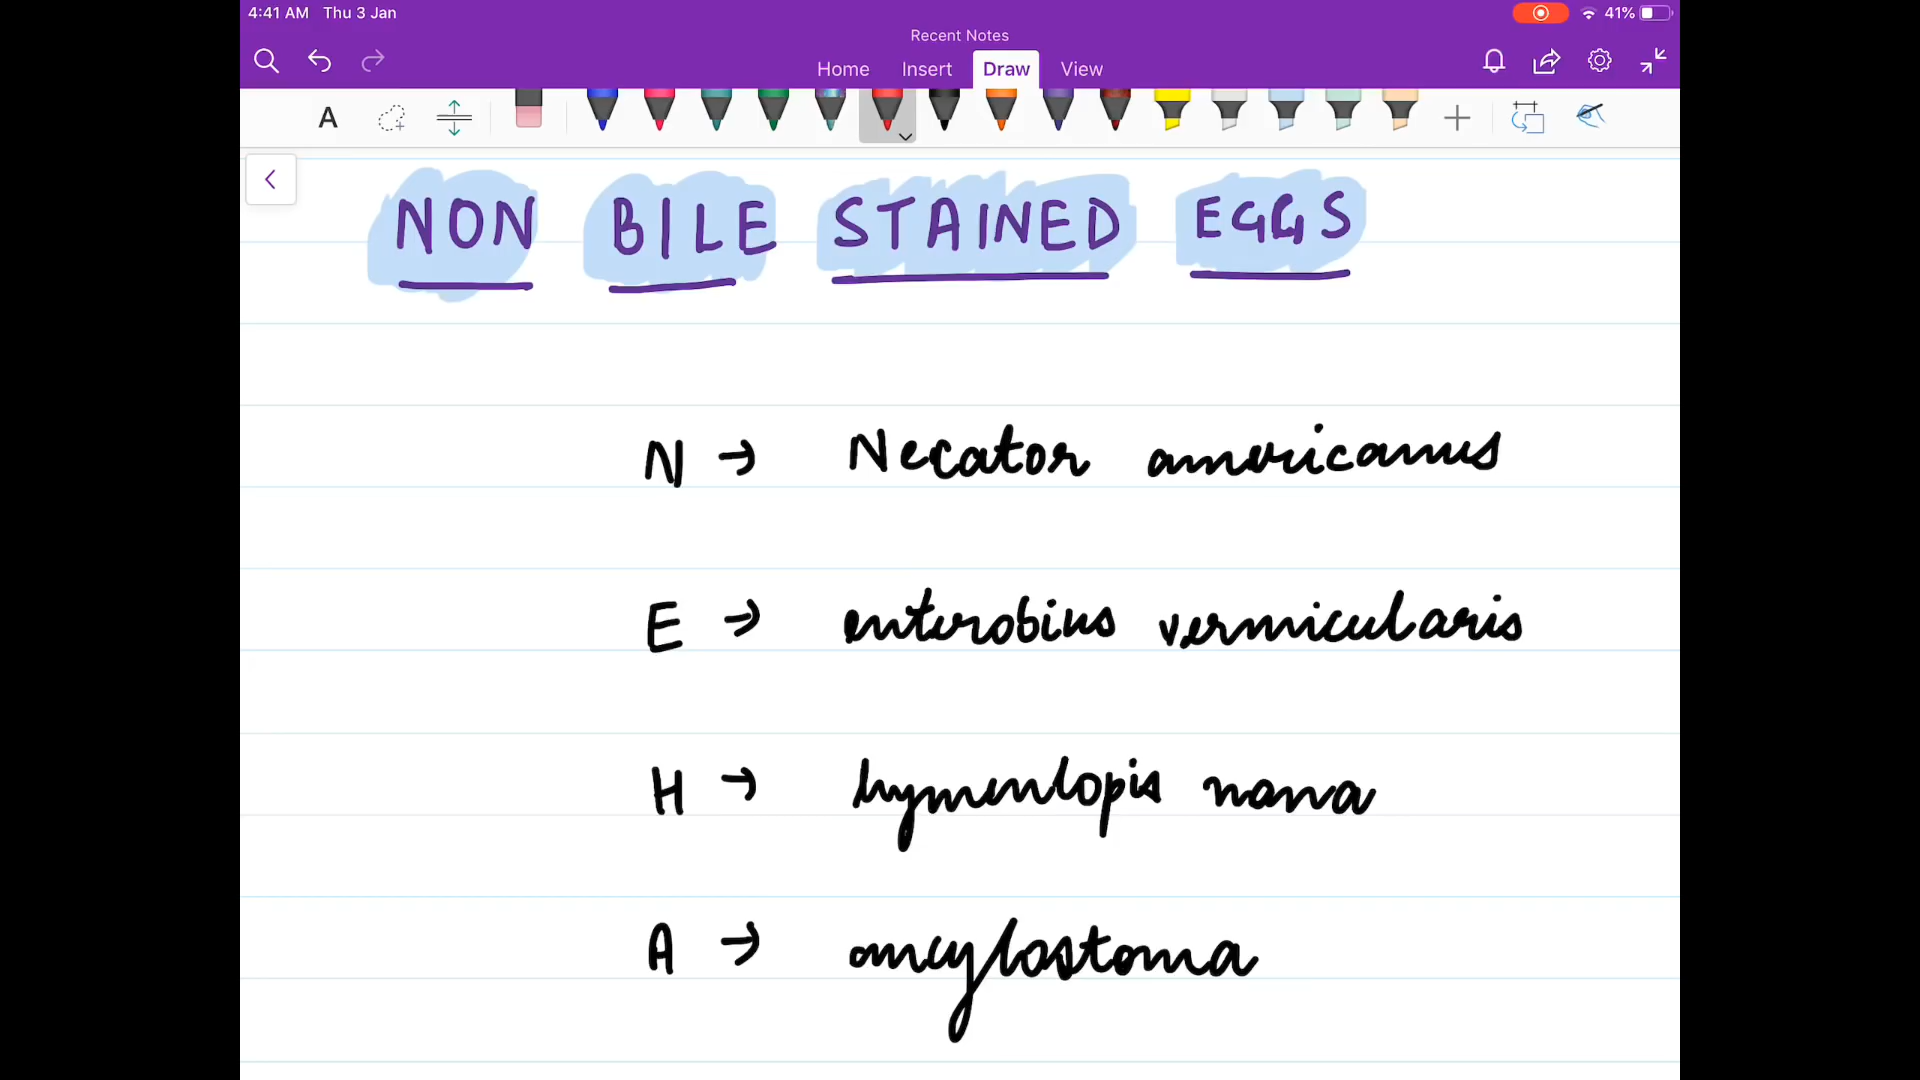 4:41 AM Thu 3 Jan
41%
Recent Notes
Home Insert Draw View
A
NON BILE STAINED EGGS
N → Necator americanus
E → enterobius vermicularis
H → hymenlopis nana
A → ancylostoma